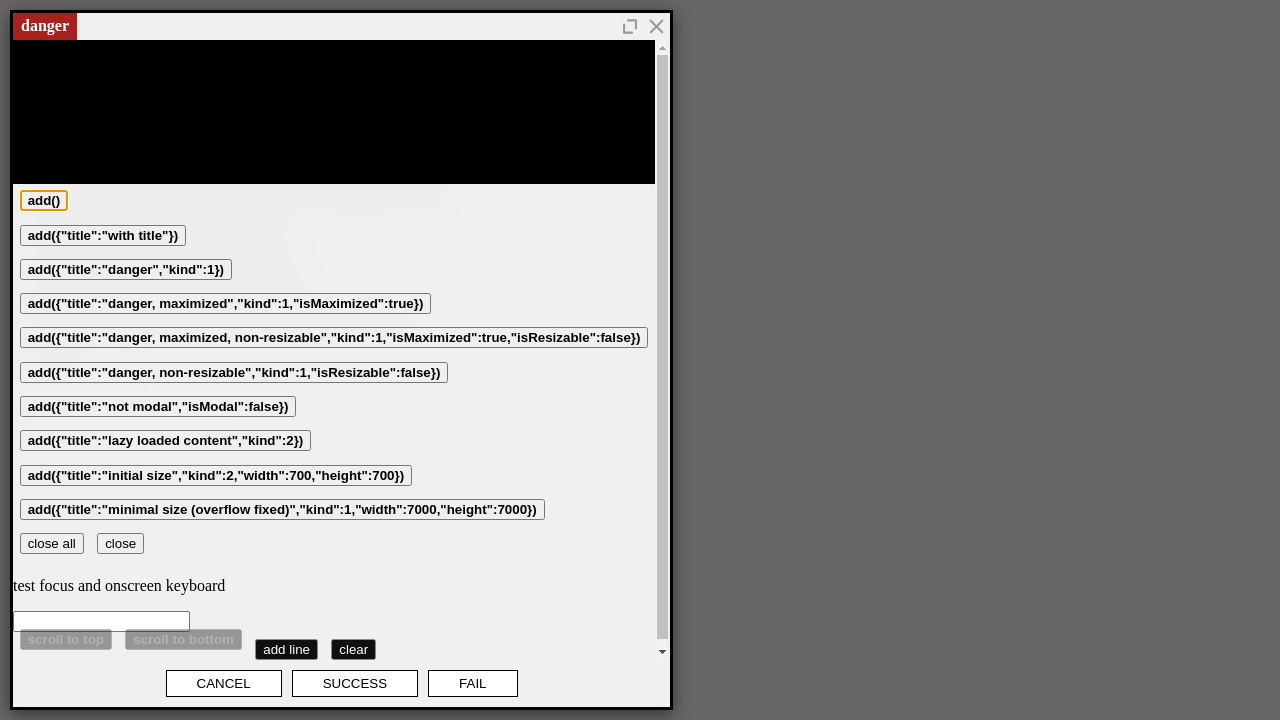 danger
add()
add({"title":"with title"})
add({"title":"danger","kind":1})
add({"title":"danger, maximized","kind":1,"isMaximized":true})
add({"title":"danger, maximized, non-resizable","kind":1,"isMaximized":true,"isResizable":false})
add({"title":"danger, non-resizable","kind":1,"isResizable":false})
add({"title":"not modal","isModal":false})
add({"title":"lazy loaded content","kind":2})
add({"title":"initial size","kind":2,"width":700,"height":700})
add({"title":"minimal size (overflow fixed)","kind":1,"width":7000,"height":7000})
close all close
test focus and onscreen keyboard
scroll to top scroll to bottom add line clear
CANCEL SUCCESS FAIL